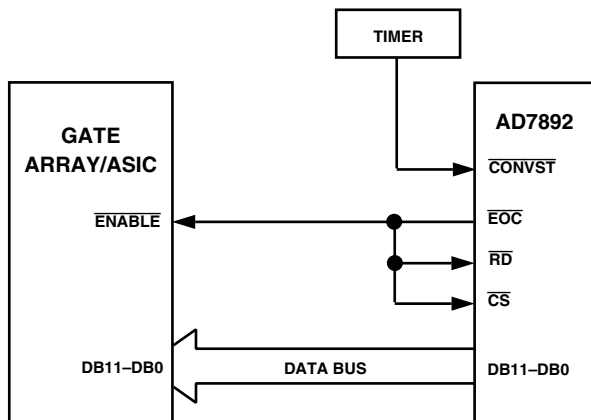 TIMER
GATE
ARRAY/ASIC
AD7892
CONVST
ENABLE
EOC
RD
CS
DB11–DB0
DATA BUS
DB11–DB0